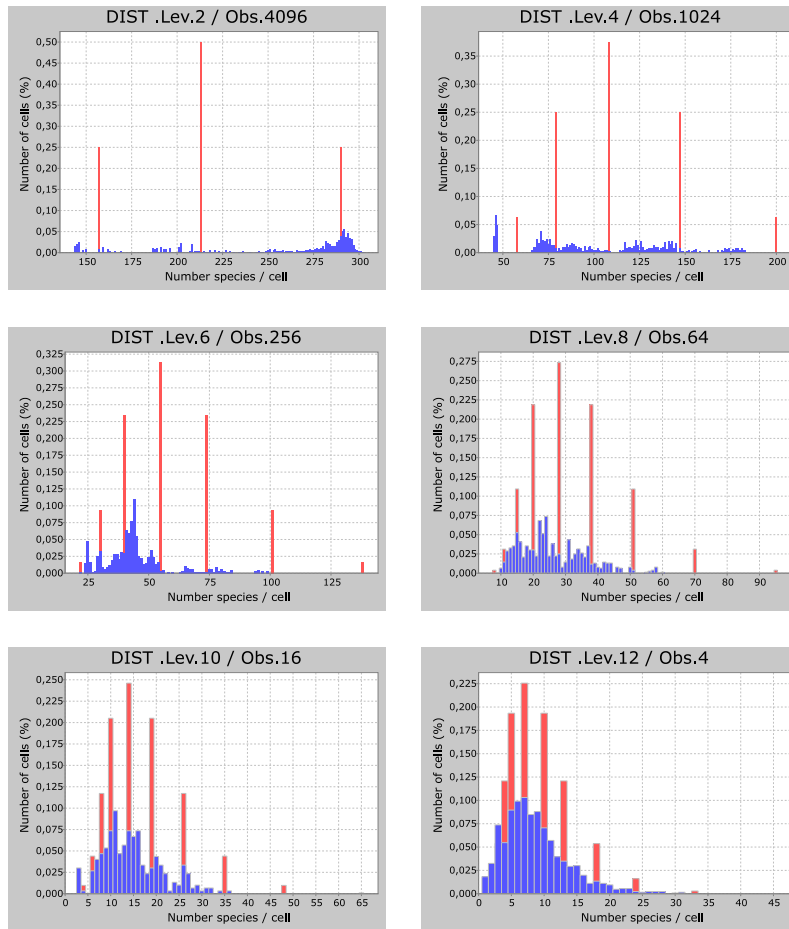 DIST .Lev.2 / Obs.4096
Number of cells (%)
0,50
0,45
0,40
0,35
0,30
0,25
0,20
0,15
0,10
0,05
0,00
150 200 250 300
Number species / cell
DIST .Lev.4 / Obs.1024
Number of cells (%)
0,35
0,30
0,25
0,20
0,15
0,10
0,05
0,00
50 75 100 125 150 175 200
Number species / cell
DIST .Lev.6 / Obs.256
Number of cells (%)
0,325
0,300
0,275
0,250
0,225
0,200
0,175
0,150
0,125
0,100
0,075
0,050
0,025
0,000
25 50 75 100 125
Number species / cell
DIST .Lev.8 / Obs.64
Number of cells (%)
0,275
0,250
0,225
0,200
0,175
0,150
0,125
0,100
0,075
0,050
0,025
0,000
10 20 30 40 50 60 70 80 90
Number species / cell
DIST .Lev.10 / Obs.16
Number of cells (%)
0,250
0,225
0,200
0,175
0,150
0,125
0,100
0,075
0,050
0,025
0,000
0 5 10 15 20 25 30 35 40 45 50 55 60 65
Number species / cell
DIST .Lev.12 / Obs.4
Number of cells (%)
0,225
0,200
0,175
0,150
0,125
0,100
0,075
0,050
0,025
0,000
0 5 10 15 20 25 30 35 40 45
Number species / cell